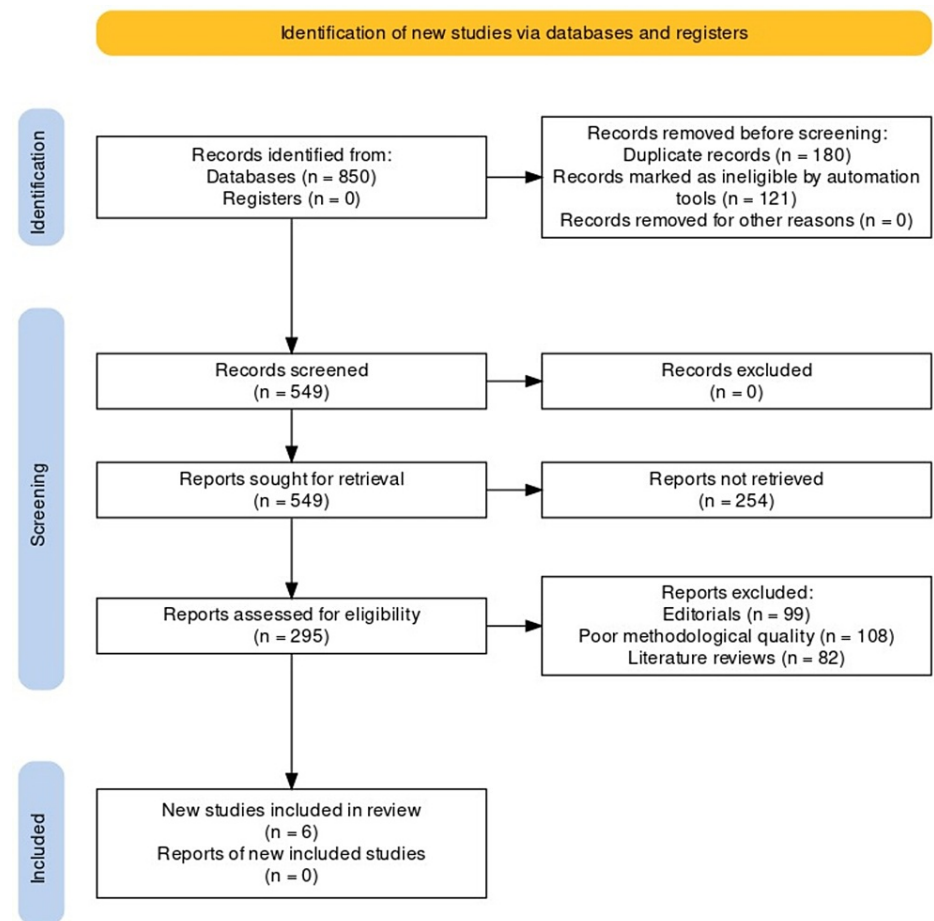 Identification of new studies via databases and registers
Identification
Records identified from:
Databases (n = 850)
Registers (n = 0)
Records removed before screening:
Duplicate records (n = 180)
Records marked as ineligible by automation
tools (n = 121)
Records removed for other reasons (n = 0)
Screening
Records screened
(n = 549)
Records excluded
(n = 0)
Reports sought for retrieval
(n = 549)
Reports not retrieved
(n = 254)
Reports assessed for eligibility
(n = 295)
Reports excluded:
Editorials (n = 99)
Poor methodological quality (n = 108)
Literature reviews (n = 82)
Included
New studies included in review
(n = 6)
Reports of new included studies
(n = 0)